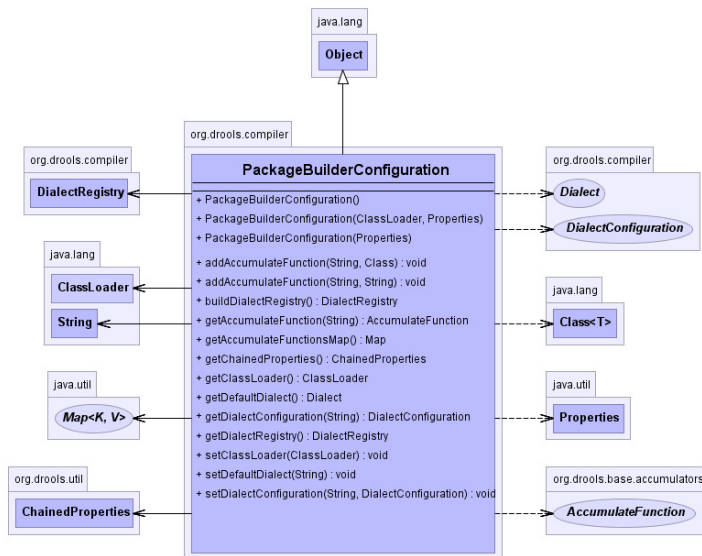 java.lang
Object
org.drools.compiler
PackageBuilderConfiguration
+ PackageBuilderConfiguration()
+ PackageBuilderConfiguration(ClassLoader, Properties)
+ PackageBuilderConfiguration(Properties)
+ addAccumulateFunction(String, Class) : void
+ addAccumulateFunction(String, String) : void
+ buildDialectRegistry() : DialectRegistry
+ getAccumulateFunction(String) : AccumulateFunction
+ getAccumulateFunctionsMap() : Map
+ getChainedProperties() : ChainedProperties
+ getClassLoader() : ClassLoader
+ getDefaultDialect() : Dialect
+ getDialectConfiguration(String) : DialectConfiguration
+ getDialectRegistry() : DialectRegistry
+ setClassLoader(ClassLoader) : void
+ setDefaultDialect(String) : void
+ setDialectConfiguration(String, DialectConfiguration) : void
org.drools.compiler
DialectRegistry
java.lang
ClassLoader
String
java.util
Map<K, V>
org.drools.util
ChainedProperties
org.drools.compiler
Dialect
DialectConfiguration
java.lang
Class<T>
java.util
Properties
org.drools.base.accumulators
AccumulateFunction